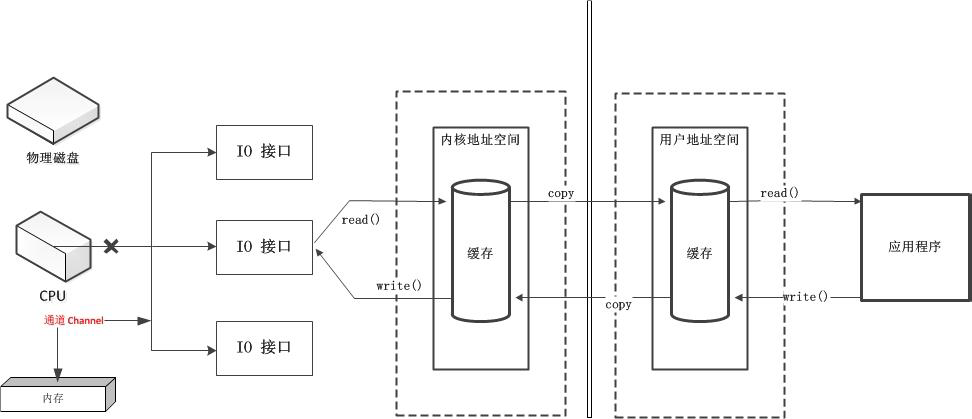 物理磁盘
CPU
通道 Channel
内存
IO 接口
IO 接口
IO 接口
read()
write()
内核地址空间
缓存
copy
copy
用户地址空间
缓存
read()
write()
应用程序